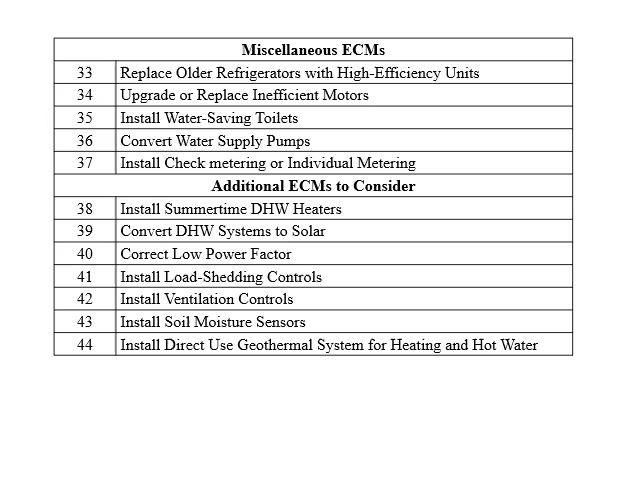 Miscellaneous ECMs
33 Replace Older Refrigerators with High-Efficiency Units
34 Upgrade or Replace Inefficient Motors
35 Install Water-Saving Toilets
36 Convert Water Supply Pumps
37 Install Check metering or Individual Metering
Additional ECMs to Consider
38 Install Summertime DHW Heaters
39 Convert DHW Systems to Solar
40 Correct Low Power Factor
41 Install Load-Shedding Controls
42 Install Ventilation Controls
43 Install Soil Moisture Sensors
44 Install Direct Use Geothermal System for Heating and Hot Water